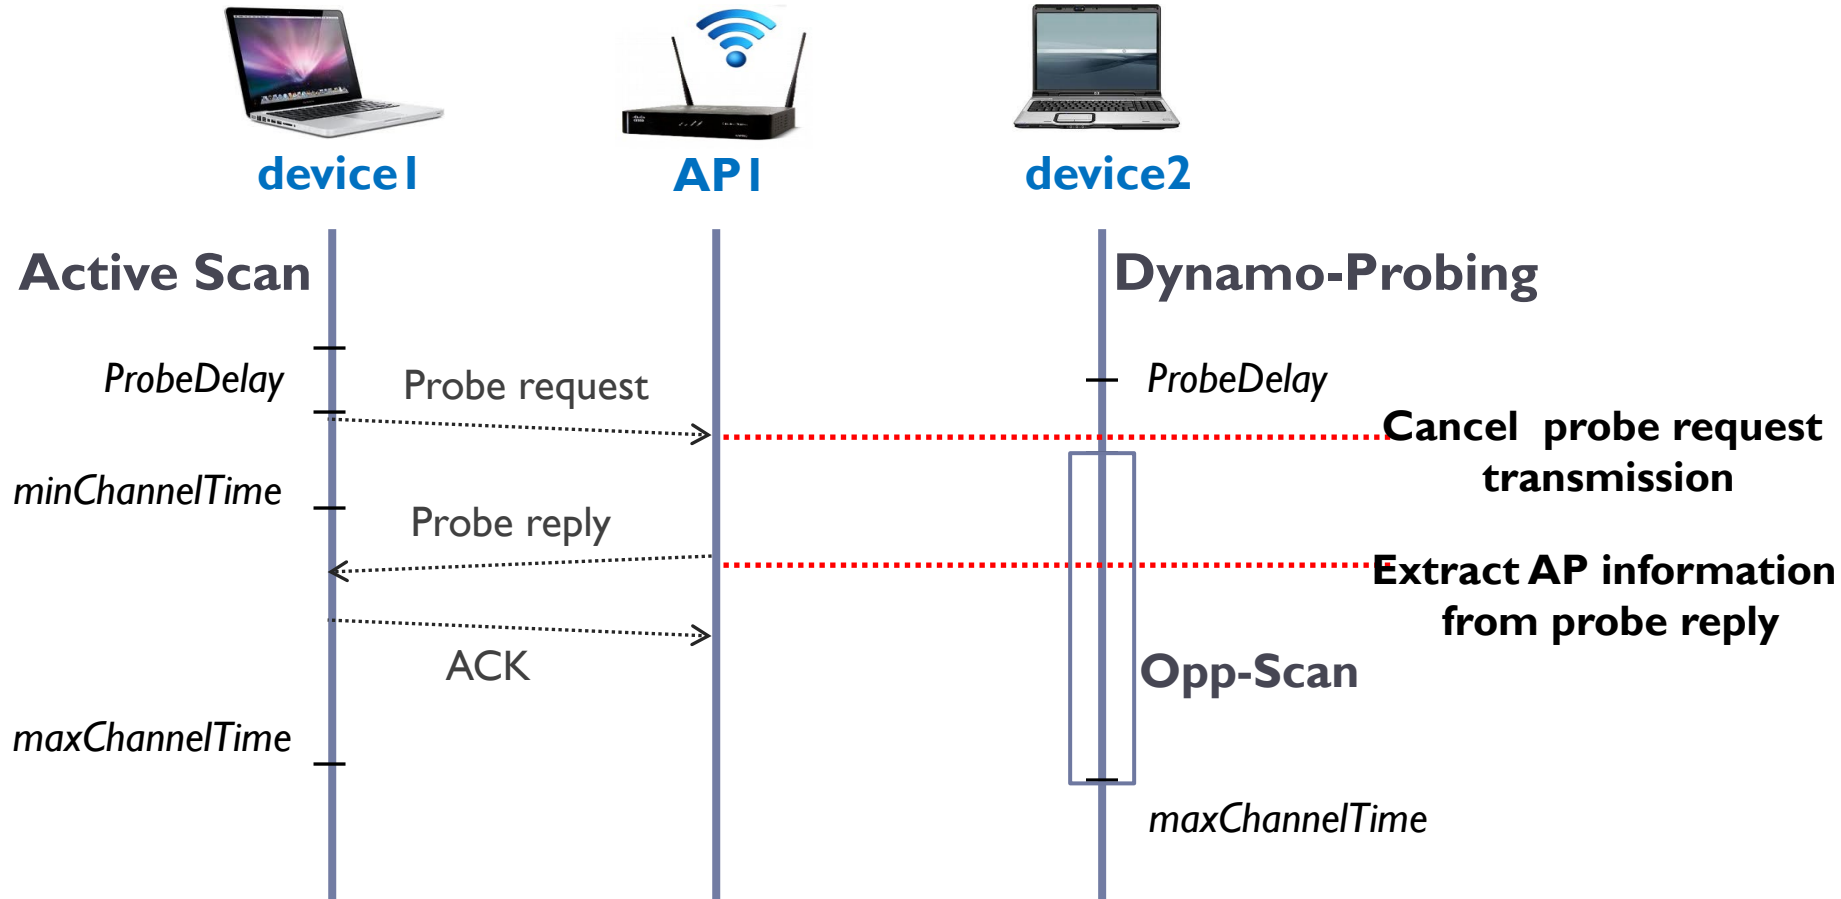 device1
AP1
device2
Active Scan
Dynamo-Probing
ProbeDelay
Probe request
ProbeDelay
Cancel probe request
transmission
minChannelTime
Probe reply
Extract AP information
from probe reply
ACK
Opp-Scan
maxChannelTime
maxChannelTime